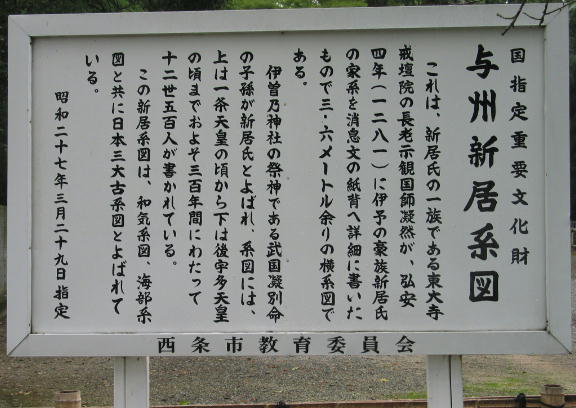 国指定重要文化財
与州新居系図
これは、新居氏の一族である東大寺
戒壇院の長老示観国師凝然が、弘安
四年(一二八一)に伊予の豪族新居氏
の家系を消息文の紙背へ詳細に書いた
もので三・六メートル余りの横系図で
ある。
伊曽乃神社の祭神である武国凝別命
の子孫が新居氏とよばれ、系図には、
上は一条天皇の頃から下は後宇多天皇
の頃までおよそ三百年間にわたって
十二世五百人が書かれている。
この新居系図は、和気系図 海部系
図と共に日本三大古系図とよばれて
いる。
昭和二十七年三月二十九日指定
西条市教育委員会